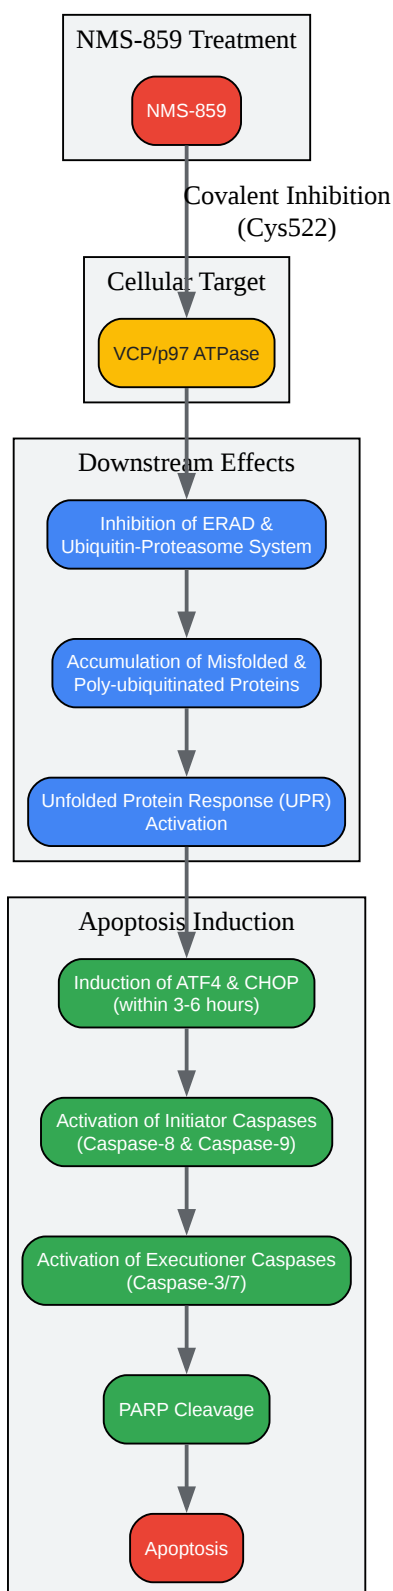 NMS-859 Treatment
NMS-859
Covalent Inhibition
(Cys522)
Cellular Target
VCP/p97 ATPase
Downstream Effects
Inhibition of ERAD &
Ubiquitin-Proteasome System
Accumulation of Misfolded &
Poly-ubiquitinated Proteins
Unfolded Protein Response (UPR)
Activation
Apoptosis Induction
Induction of ATF4 & CHOP
(within 3-6 hours)
Activation of Initiator Caspases
(Caspase-8 & Caspase-9)
Activation of Executioner Caspases
(Caspase-3/7)
PARP Cleavage
Apoptosis